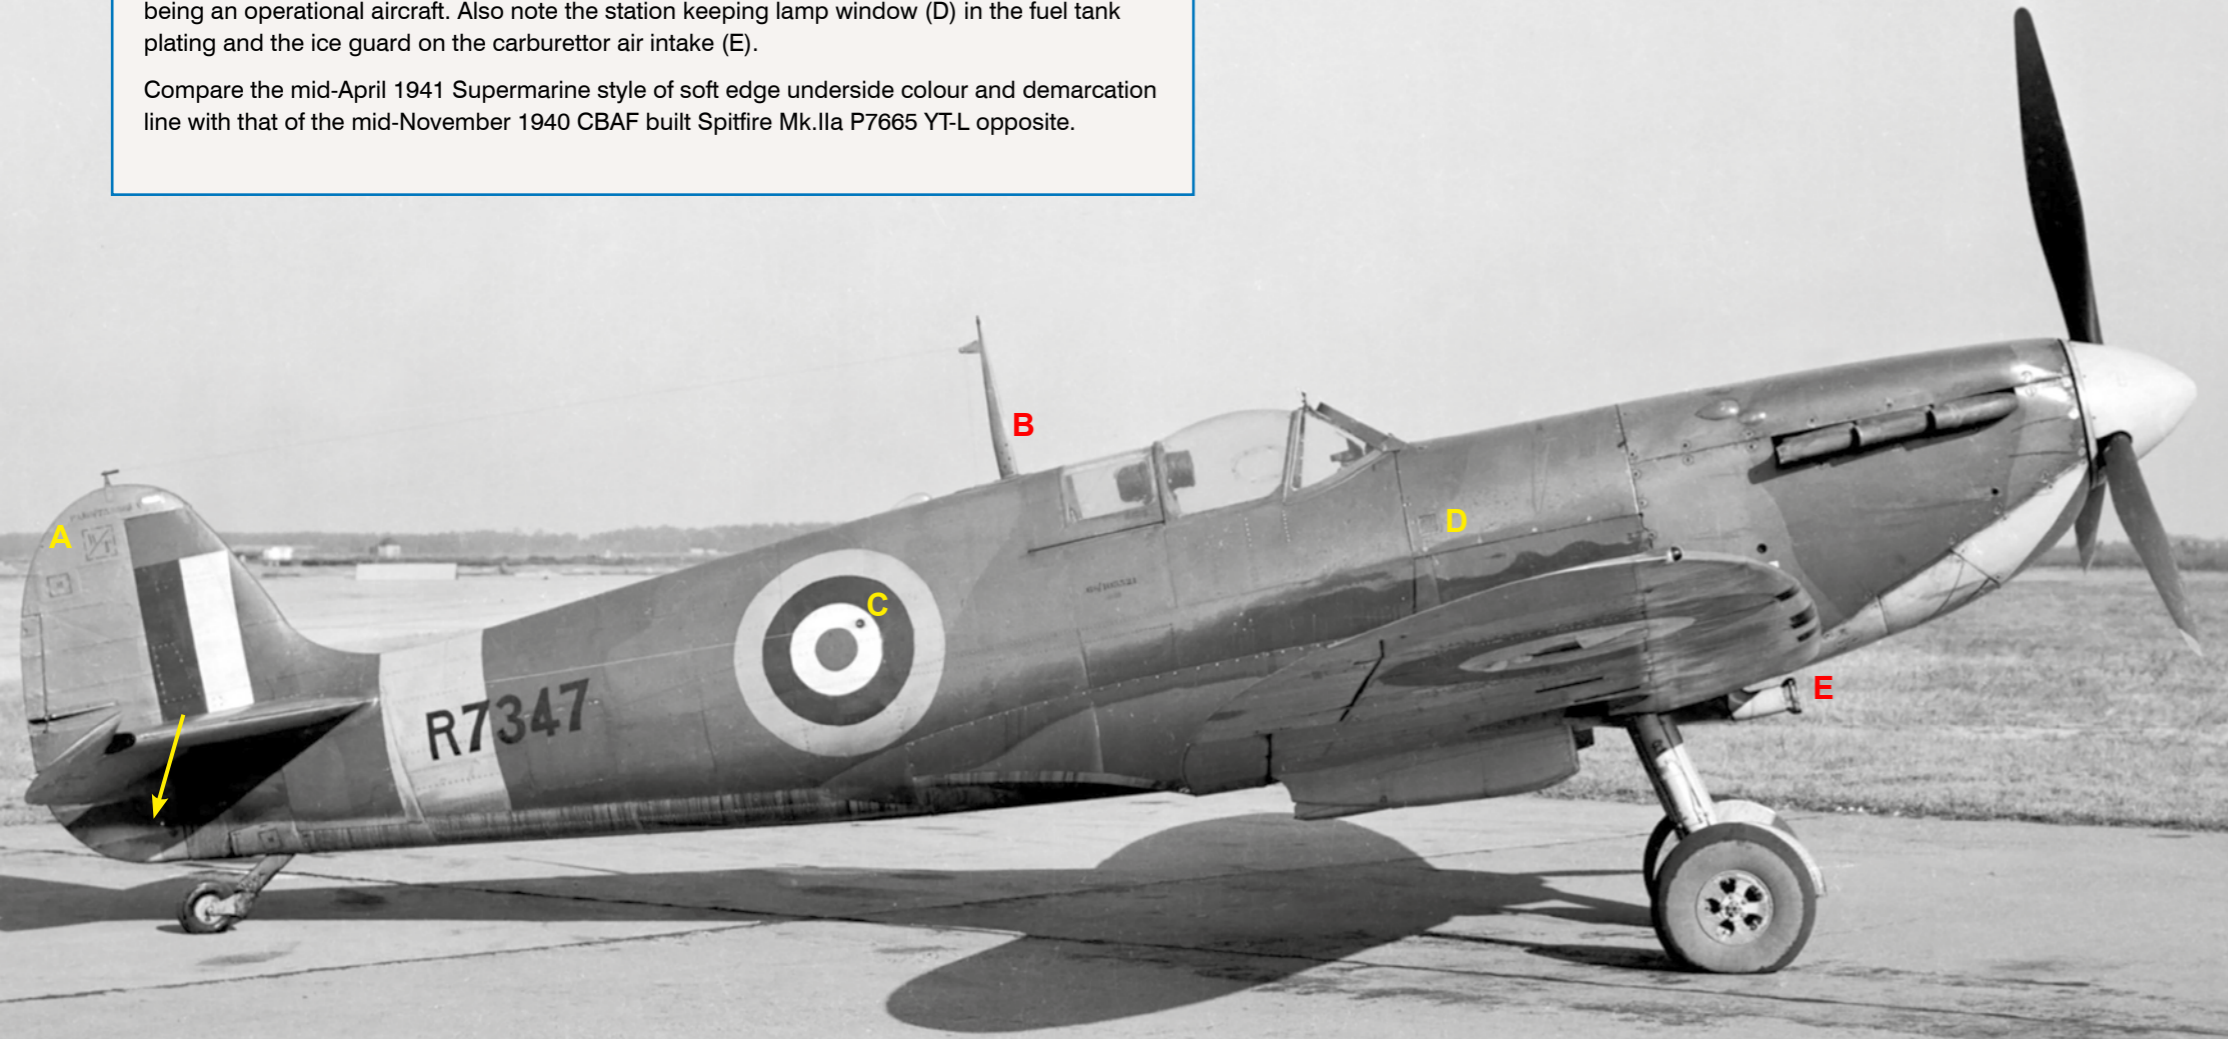 being an operational aircraft. Also note the station keeping lamp window (D) in the fuel tank
plating and the ice guard on the carburettor air intake (E).
Compare the mid-April 1941 Supermarine style of soft edge underside colour and demarcation
line with that of the mid-November 1940 CBAF built Spitfire Mk.IIa P7665 YT-L opposite.
B
A
D
C
E
R7347